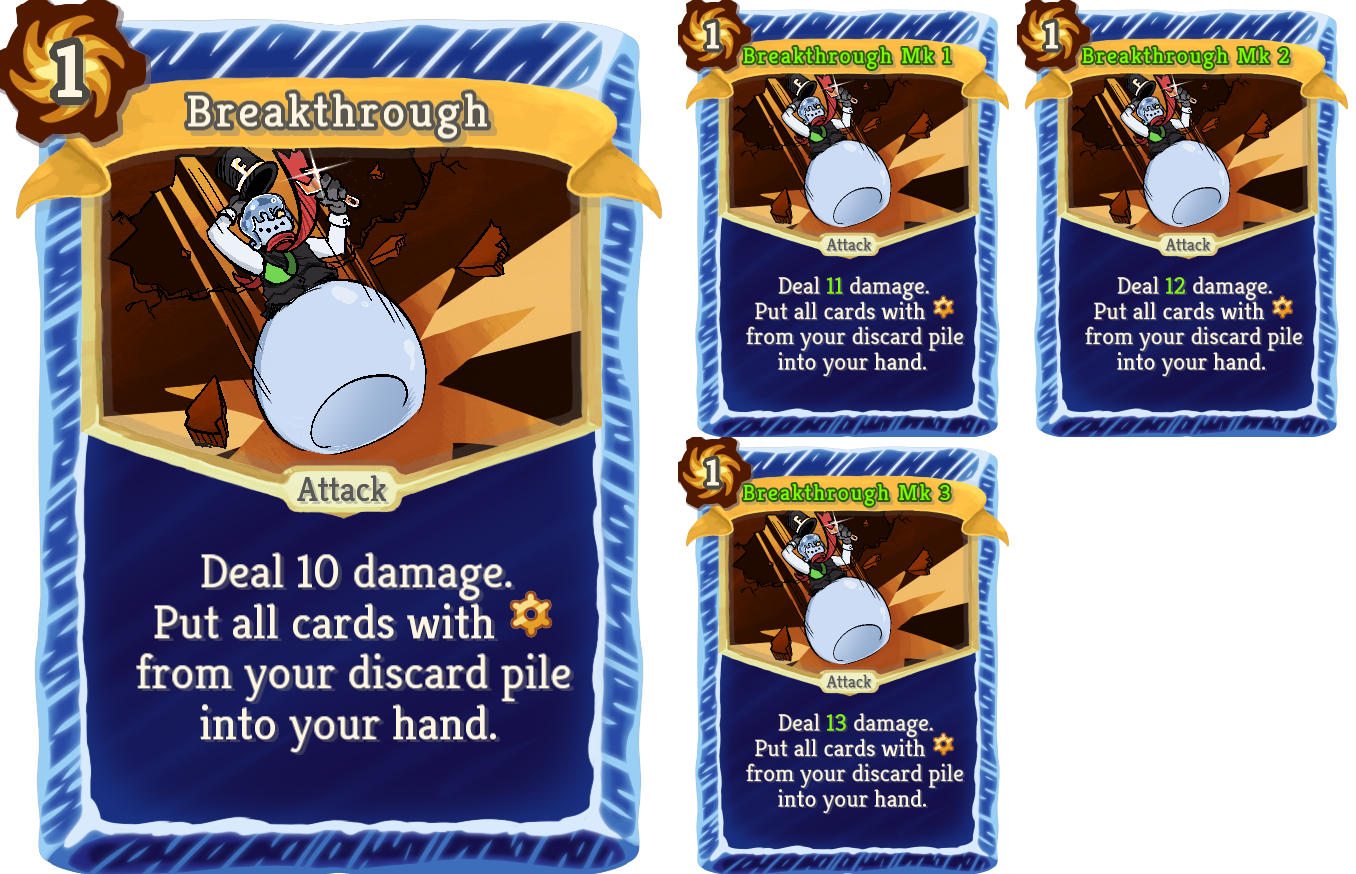 1
Breakthrough
F
Attack
Deal 10 damage.
Put all cards with
from your discard pile
into your hand.
1
Breakthrough Mk 1
F
Attack
Deal 11 damage.
Put all cards with
from your discard pile
into your hand.
1
Breakthrough Mk 2
F
Attack
Deal 12 damage.
Put all cards with
from your discard pile
into your hand.
1
Breakthrough Mk 3
F
Attack
Deal 13 damage.
Put all cards with
from your discard pile
into your hand.